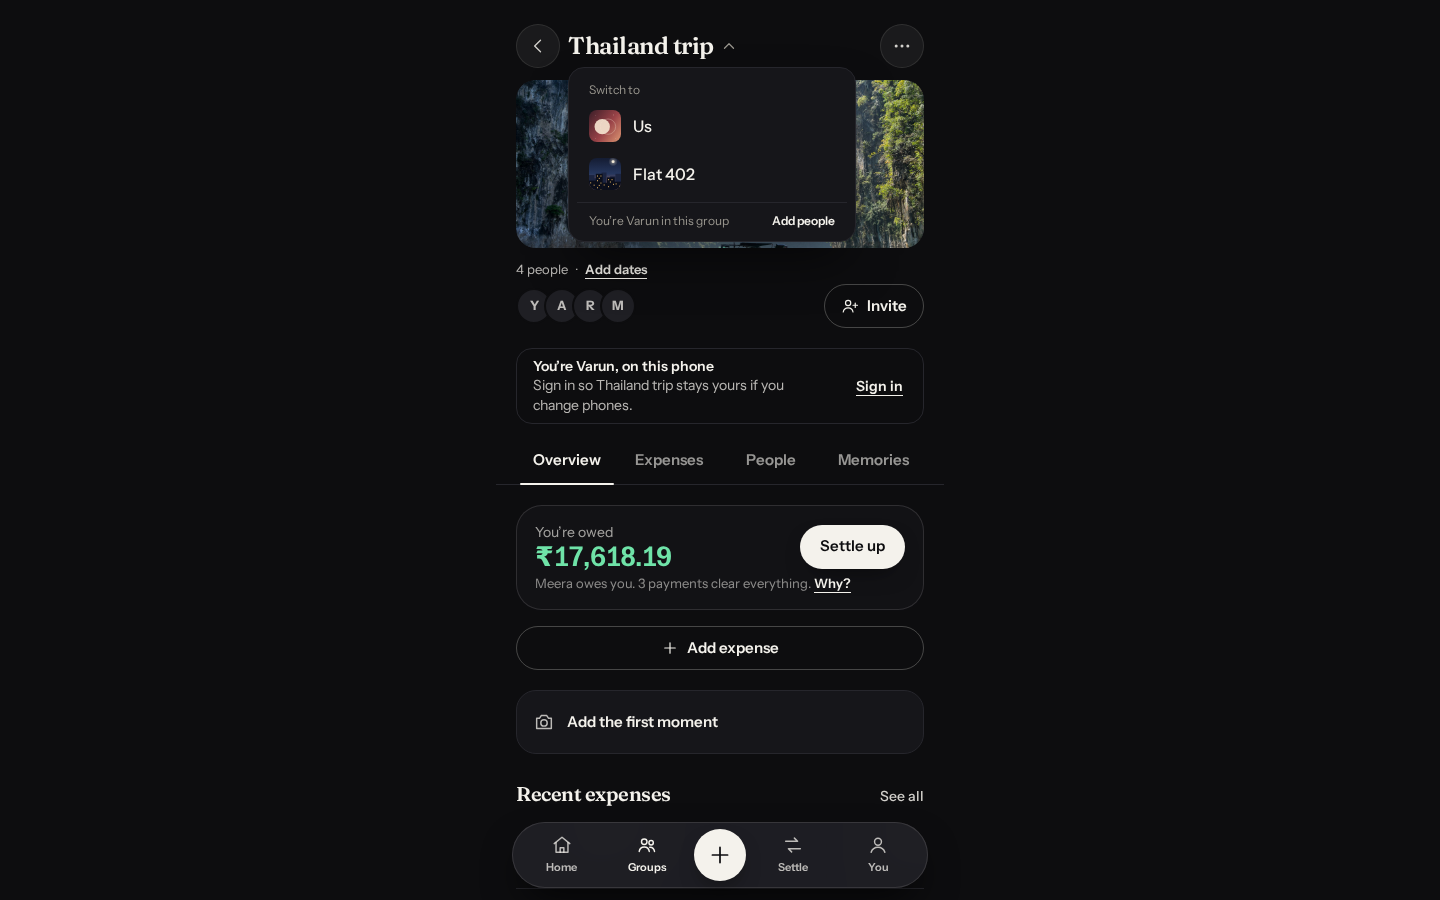 Thailand trip
Switch to
Us
Flat 402
You're Varun in this group
Add people
4 people · Add dates
Y A R M
Invite
You're Varun, on this phone
Sign in so Thailand trip stays yours if you
change phones.
Sign in
Overview
Expenses
People
Memories
You're owed
₹17,618.19
Settle up
Meera owes you. 3 payments clear everything. Why?
Add expense
Add the first moment
Recent expenses
See all
Home
Groups
Settle
You